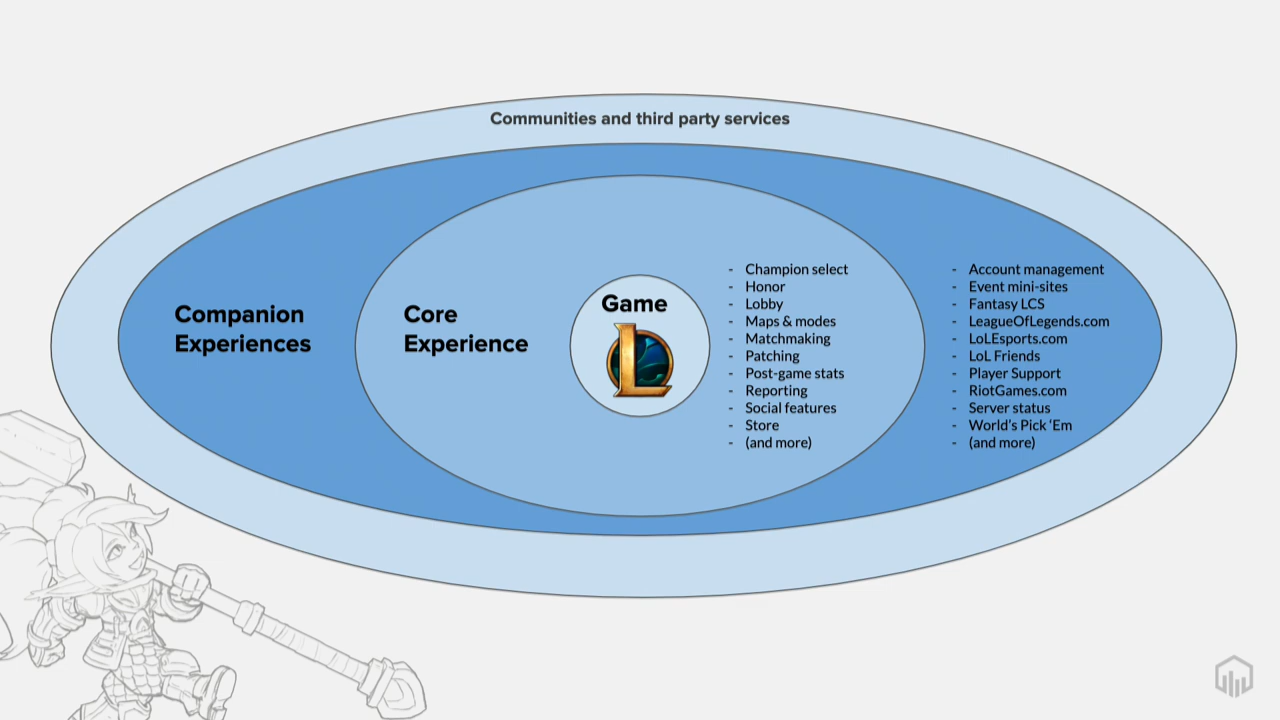 Communities and third party services
Companion
Experiences
Core
Experience
Game
- Champion select
- Honor
- Lobby
- Maps & modes
- Matchmaking
- Patching
- Post-game stats
- Reporting
- Social features
- Store
- (and more)
- Account management
- Event mini-sites
- Fantasy LCS
- LeagueOfLegends.com
- LoLEsports.com
- LoL Friends
- Player Support
- RiotGames.com
- Server status
- World's Pick ‘Em
- (and more)